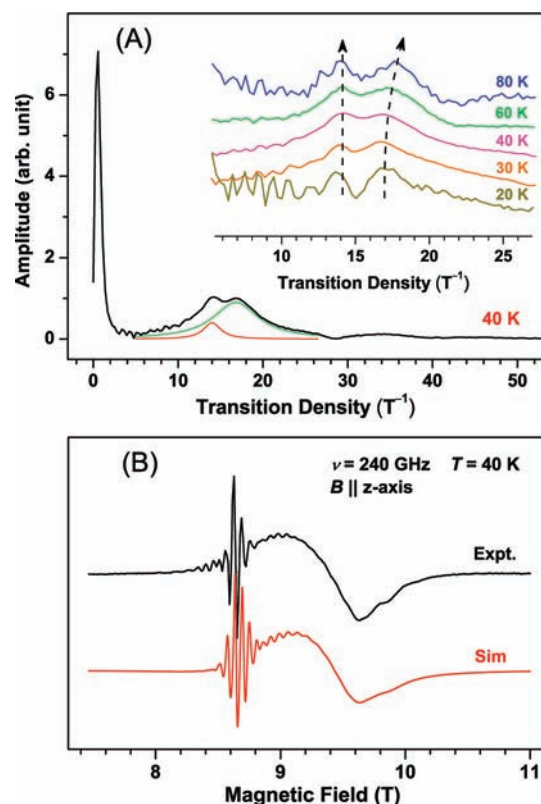 (A)
Amplitude (arb. unit)
6
4
2
0
80 K
60 K
40 K
30 K
20 K
10 15 20 25
Transition Density (T⁻¹)
40 K
0 10 20 30 40 50
Transition Density (T⁻¹)
(B)
ν = 240 GHz T = 40 K
B || z-axis
Expt.
Sim
8 9 10 11
Magnetic Field (T)